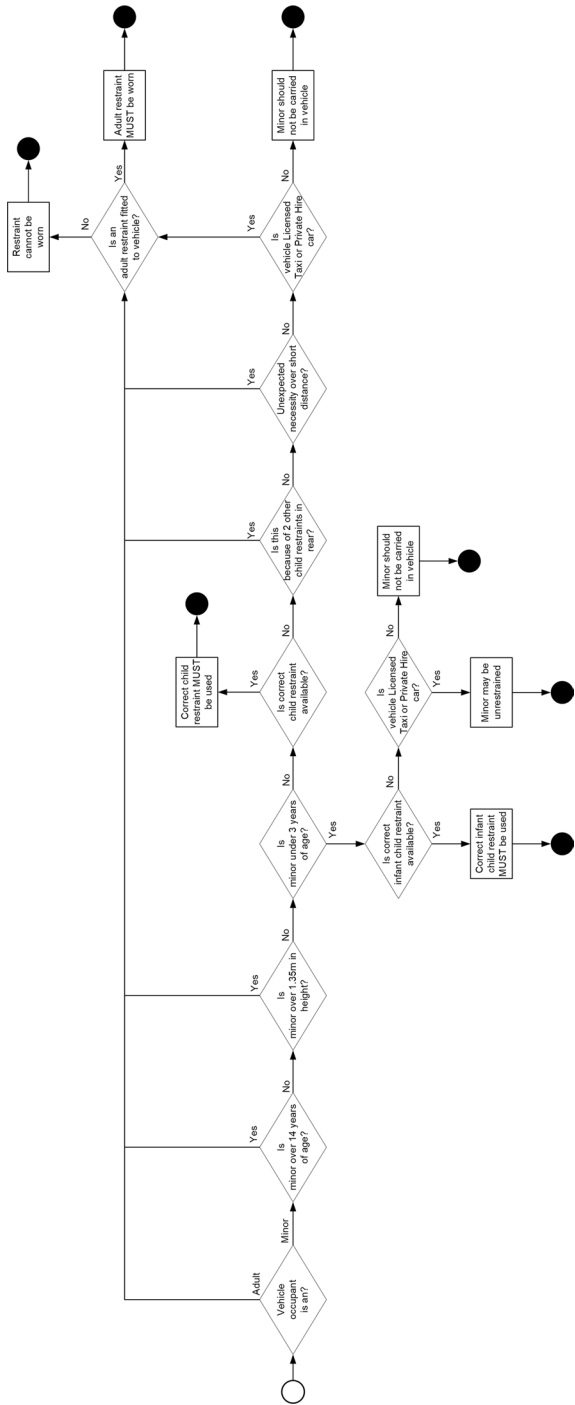 Vehicle
occupant
is an?
Adult
Minor
Is
minor over 14 years
of age?
Yes
No
Is
minor over 1.35m in
height?
Yes
No
Is
minor under 3 years
of age?
No
Yes
Is correct
child restraint
available?
Yes
Correct child
restraint MUST
be used
No
Is this
because of 2 other
child restraints in
rear?
Yes
No
Unexpected
necessity over short
distance?
Yes
No
Is
vehicle Licensed
Taxi or Private Hire
car?
Yes
No
Minor should
not be carried
in vehicle
Is an
adult restraint fitted
to vehicle?
No
Restraint
cannot be
worn
Yes
Adult restraint
MUST be worn
Is correct
infant child restraint
available?
Yes
Correct infant
child restraint
MUST be used
No
Is
vehicle Licensed
Taxi or Private Hire
car?
Yes
Minor may be
unrestrained
No
Minor should
not be carried
in vehicle